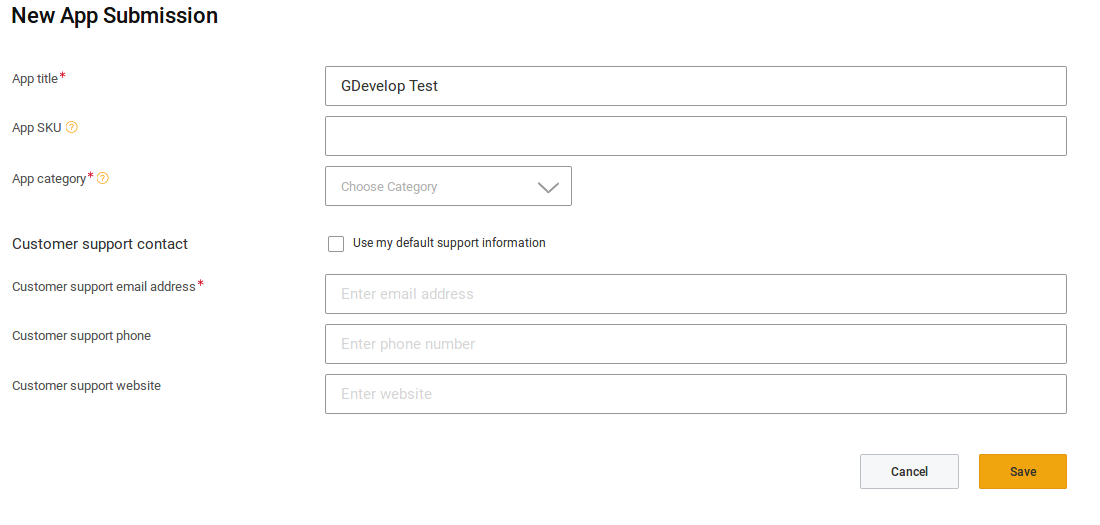 New App Submission
App title*
GDevelop Test
App SKU ?
App category* ?
Choose Category
Customer support contact
Use my default support information
Customer support email address*
Enter email address
Customer support phone
Enter phone number
Customer support website
Enter website
Cancel
Save